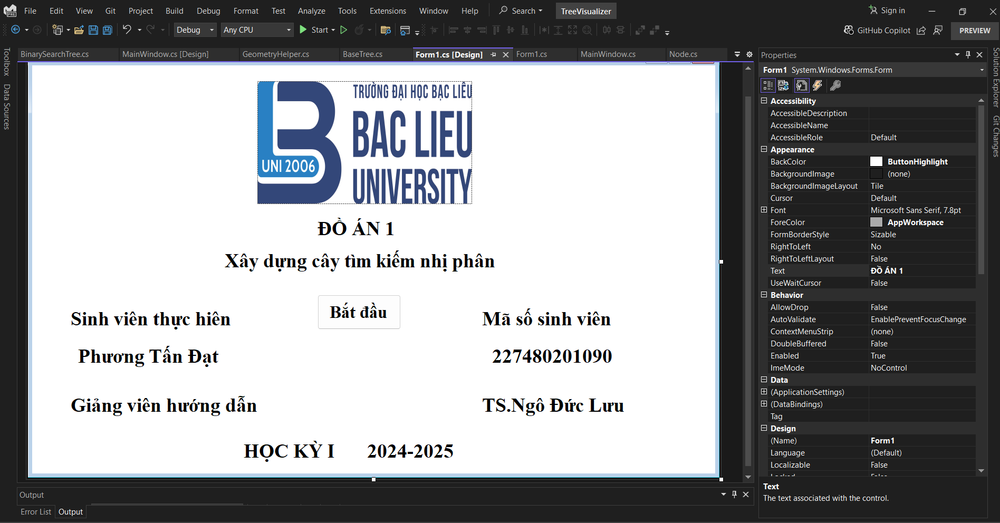 File Edit View Git Project Build Debug Format Test Analyze Tools Extensions Window Help Search TreeVisualizer Sign in
Debug Any CPU Start GitHub Copilot PREVIEW
BinarySearchTree.cs MainWindow.cs [Design] GeometryHelper.cs BaseTree.cs Form1.cs [Design] Form1.cs MainWindow.cs Node.cs
Toolbox
Data Sources
TRƯỜNG ĐẠI HỌC BẠC LIÊU
BAC LIEU
UNIVERSITY
UNI 2006
ĐỒ ÁN 1
Xây dựng cây tìm kiếm nhị phân
Bắt đầu
Sinh viên thực hiên
Mã số sinh viên
Phương Tấn Đạt
227480201090
Giảng viên hướng dẫn
TS.Ngô Đức Lưu
HỌC KỲ I 2024-2025
Output
Error List Output
Properties
Form1 System.Windows.Forms.Form
Accessibility
AccessibleDescription
AccessibleName
AccessibleRole Default
Appearance
BackColor ButtonHighlight
BackgroundImage (none)
BackgroundImageLayout Tile
Cursor Default
Font Microsoft Sans Serif, 7.8pt
ForeColor AppWorkspace
FormBorderStyle Sizable
RightToLeft No
RightToLeftLayout False
Text ĐỒ ÁN 1
UseWaitCursor False
Behavior
AllowDrop False
AutoValidate EnablePreventFocusChange
ContextMenuStrip (none)
DoubleBuffered False
Enabled True
ImeMode NoControl
Data
(ApplicationSettings)
(DataBindings)
Tag
Design
(Name) Form1
Language (Default)
Localizable False
Text
The text associated with the control.
Solution Explorer
Git Changes